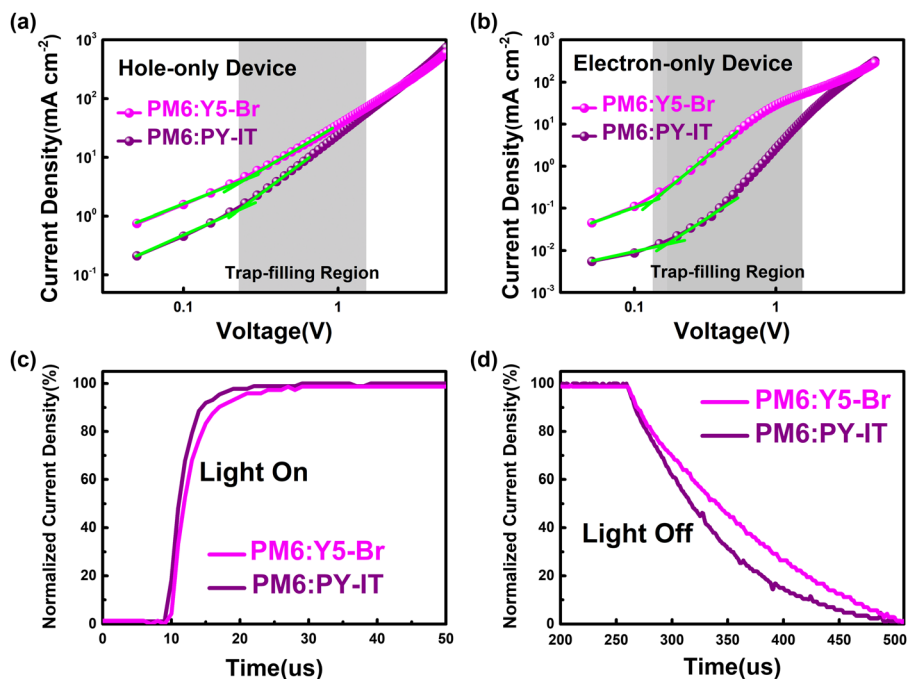 (a)
10³
10²
10¹
10⁰
10⁻¹
Current Density(mA cm⁻²)
Hole-only Device
PM6:Y5-Br
PM6:PY-IT
Trap-filling Region
0.1
1
Voltage(V)
(b)
10³
10²
10¹
10⁰
10⁻¹
10⁻²
10⁻³
Current Density(mA cm⁻²)
Electron-only Device
PM6:Y5-Br
PM6:PY-IT
Trap-filling Region
0.1
1
Voltage(V)
(c)
100
80
60
40
20
0
Normalized Current Density(%)
Light On
PM6:Y5-Br
PM6:PY-IT
0
10
20
30
40
50
Time(us)
(d)
100
80
60
40
20
0
Normalized Current Density(%)
PM6:Y5-Br
PM6:PY-IT
Light Off
200
250
300
350
400
450
500
Time(us)